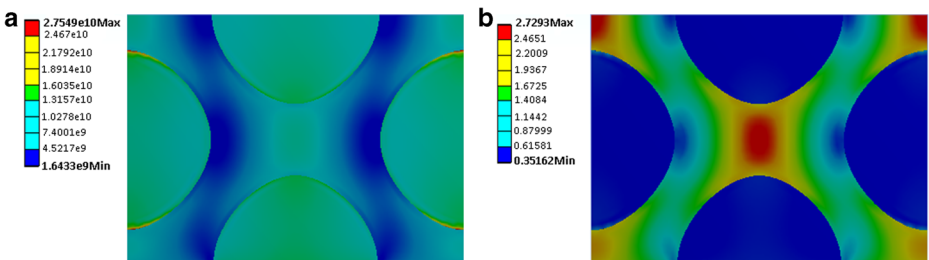 a
2.7549e10Max
2.467e10
2.1792e10
1.8914e10
1.6035e10
1.3157e10
1.0278e10
7.4001e9
4.5217e9
1.6433e9Min
b
2.7293Max
2.4651
2.2009
1.9367
1.6725
1.4084
1.1442
0.87999
0.61581
0.35162Min